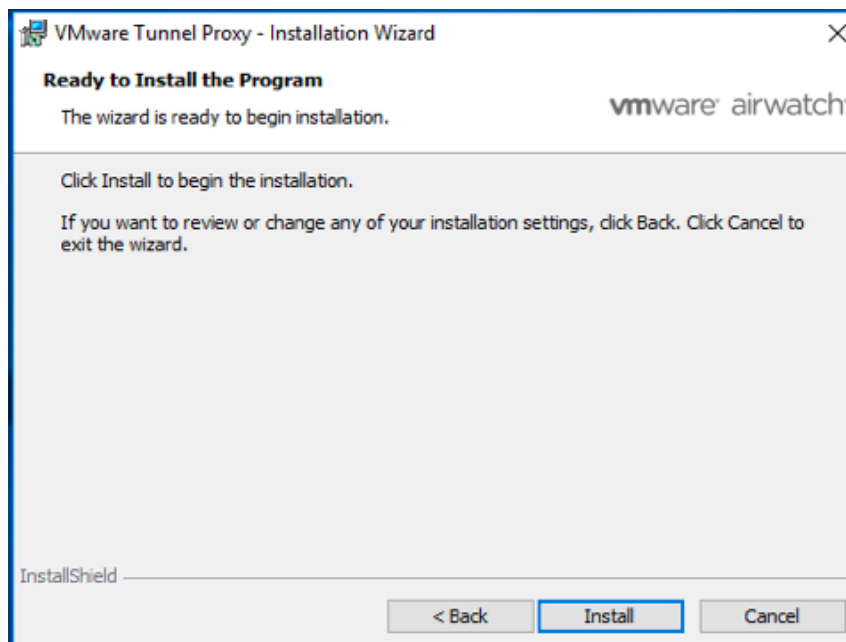 VMware Tunnel Proxy - Installation Wizard
Ready to Install the Program
The wizard is ready to begin installation.
vmware airwatch
Click Install to begin the installation.
If you want to review or change any of your installation settings, click Back. Click Cancel to
exit the wizard.
InstallShield
< Back
Install
Cancel